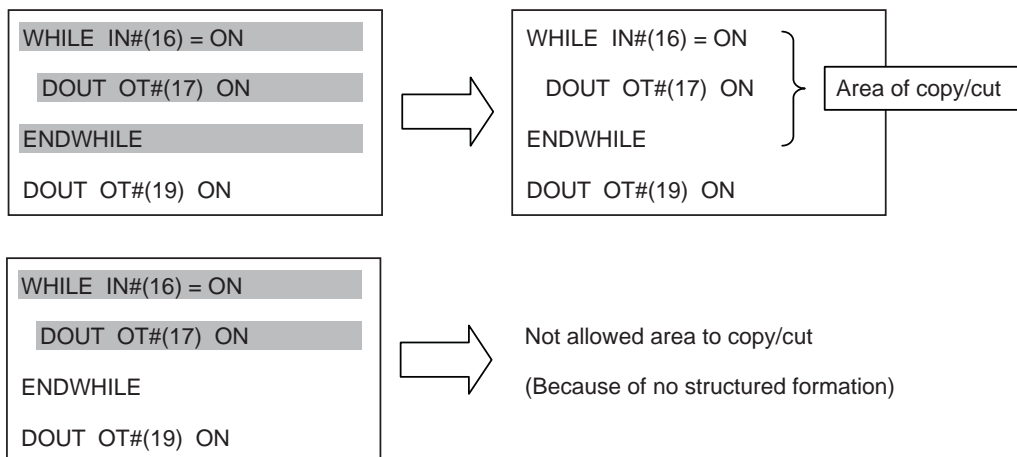 WHILE IN#(16) = ON
DOUT OT#(17) ON
ENDWHILE
DOUT OT#(19) ON
WHILE IN#(16) = ON
DOUT OT#(17) ON
ENDWHILE
DOUT OT#(19) ON
Area of copy/cut
WHILE IN#(16) = ON
DOUT OT#(17) ON
ENDWHILE
DOUT OT#(19) ON
Not allowed area to copy/cut
(Because of no structured formation)